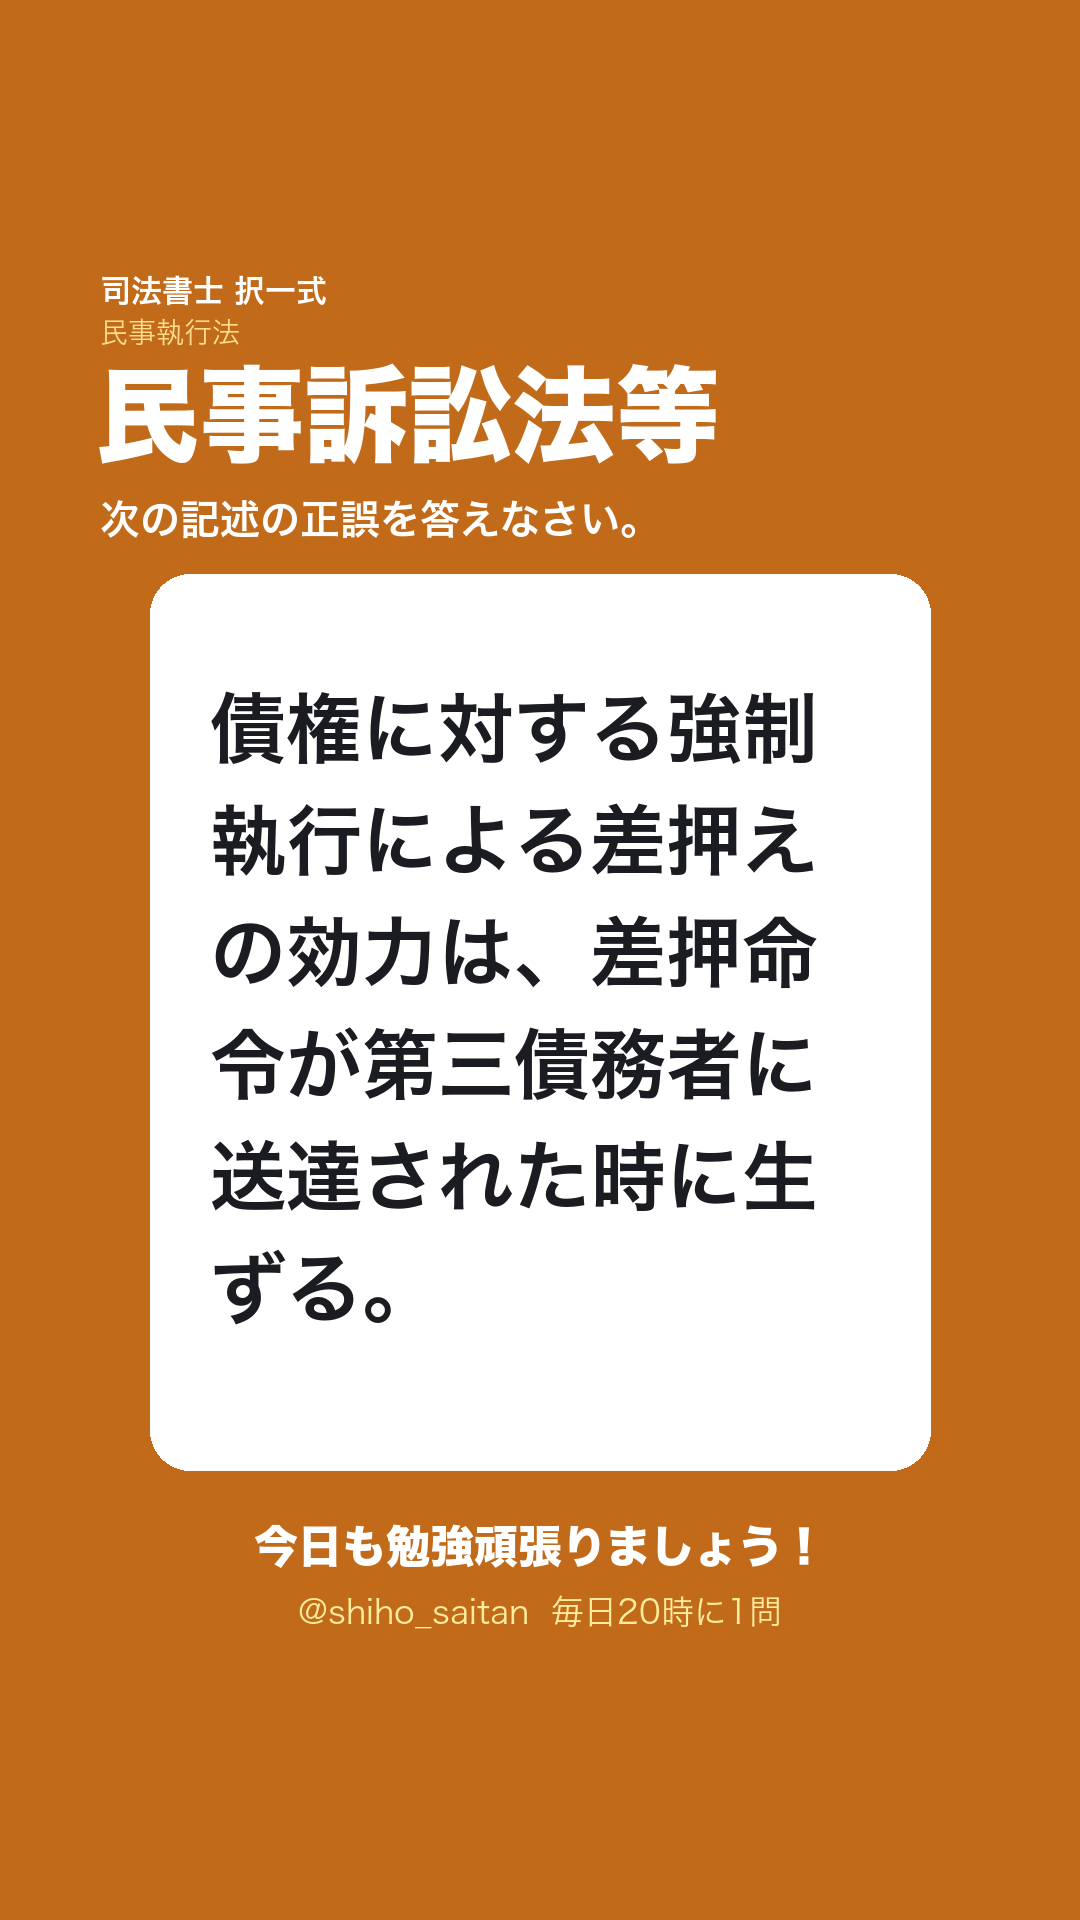 司法書士 択一式
民事執行法
民事訴訟法等
次の記述の正誤を答えなさい。
債権に対する強制
執行による差押え
の効力は、差押命
令が第三債務者に
送達された時に生
ずる。
今日も勉強頑張りましょう！
@shiho_saitan 毎日20時に1問